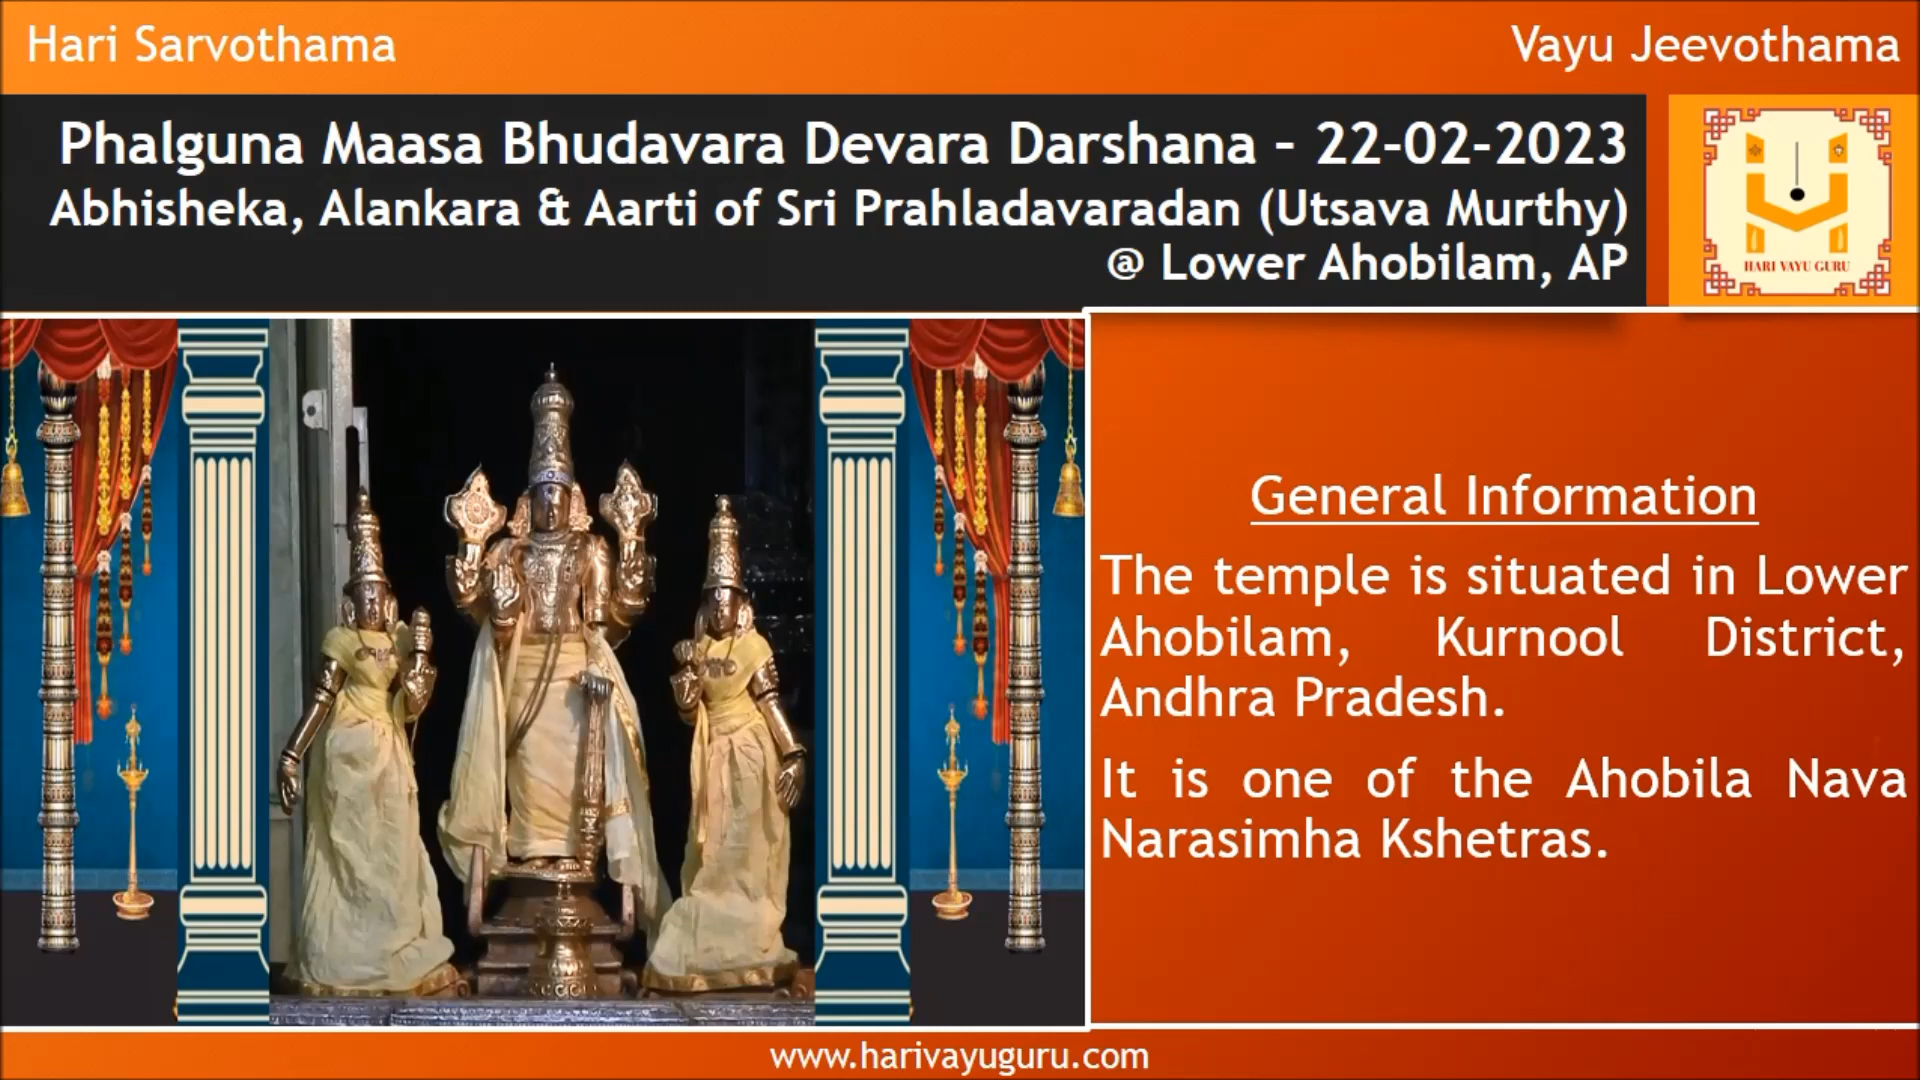 Hari Sarvothama
Vayu Jeevothama
Phalguna Maasa Bhudavara Devara Darshana – 22-02-2023
Abhisheka, Alankara & Aarti of Sri Prahladavaradan (Utsava Murthy)
@ Lower Ahobilam, AP
HARI VAYU GURU
General Information
The temple is situated in Lower
Ahobilam, Kurnool District,
Andhra Pradesh.
It is one of the Ahobila Nava
Narasimha Kshetras.
www.harivayuguru.com